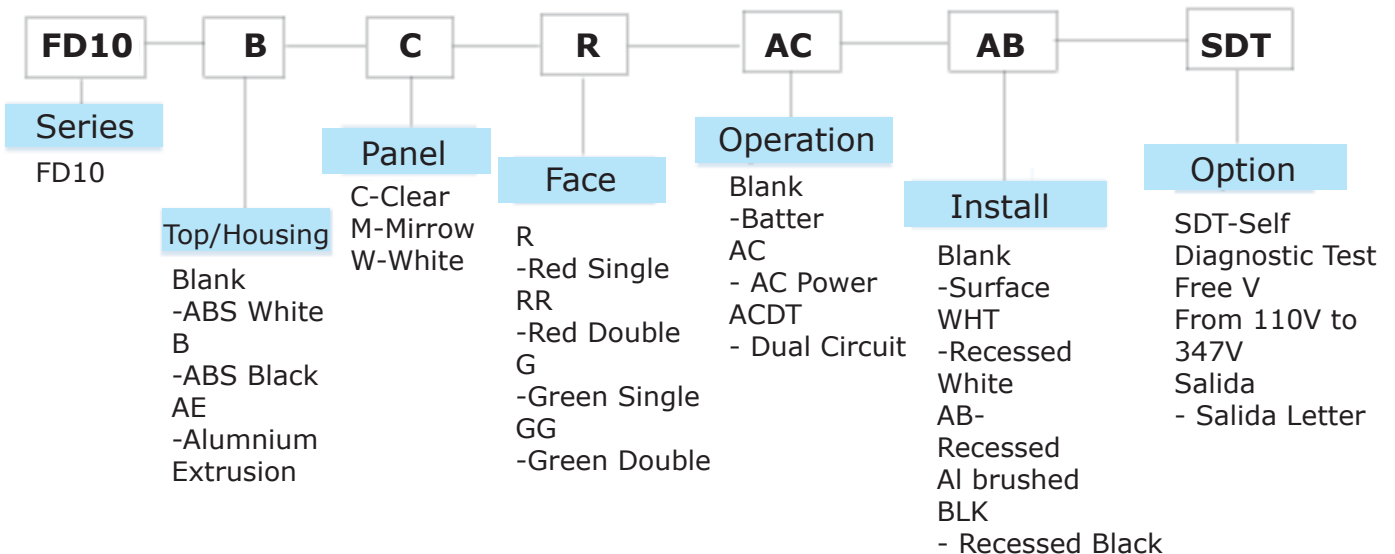 FD10
B
C
R
AC
AB
SDT
Series
FD10
Top/Housing
Blank
-ABS White
B
-ABS Black
AE
-Alumnium
Extrusion
Panel
C-Clear
M-Mirrow
W-White
Face
R
-Red Single
RR
-Red Double
G
-Green Single
GG
-Green Double
Operation
Blank
-Batter
AC
- AC Power
ACDT
- Dual Circuit
Install
Blank
-Surface
WHT
-Recessed
White
AB-
Recessed
Al brushed
BLK
- Recessed Black
Option
SDT-Self
Diagnostic Test
Free V
From 110V to
347V
Salida
- Salida Letter